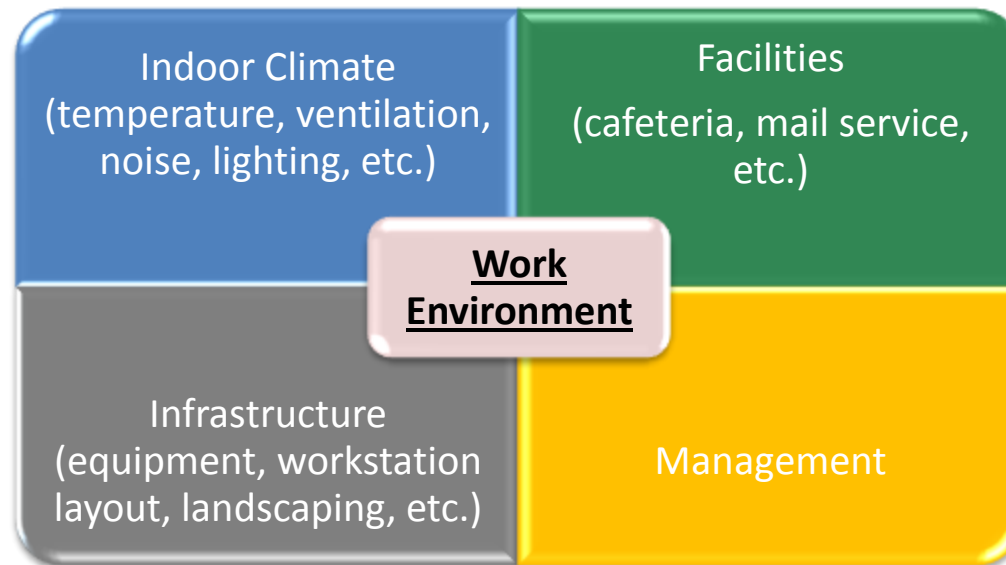 Indoor Climate
(temperature, ventilation,
noise, lighting, etc.)
Facilities
(cafeteria, mail service,
etc.)
Work
Environment
Infrastructure
(equipment, workstation
layout, landscaping, etc.)
Management